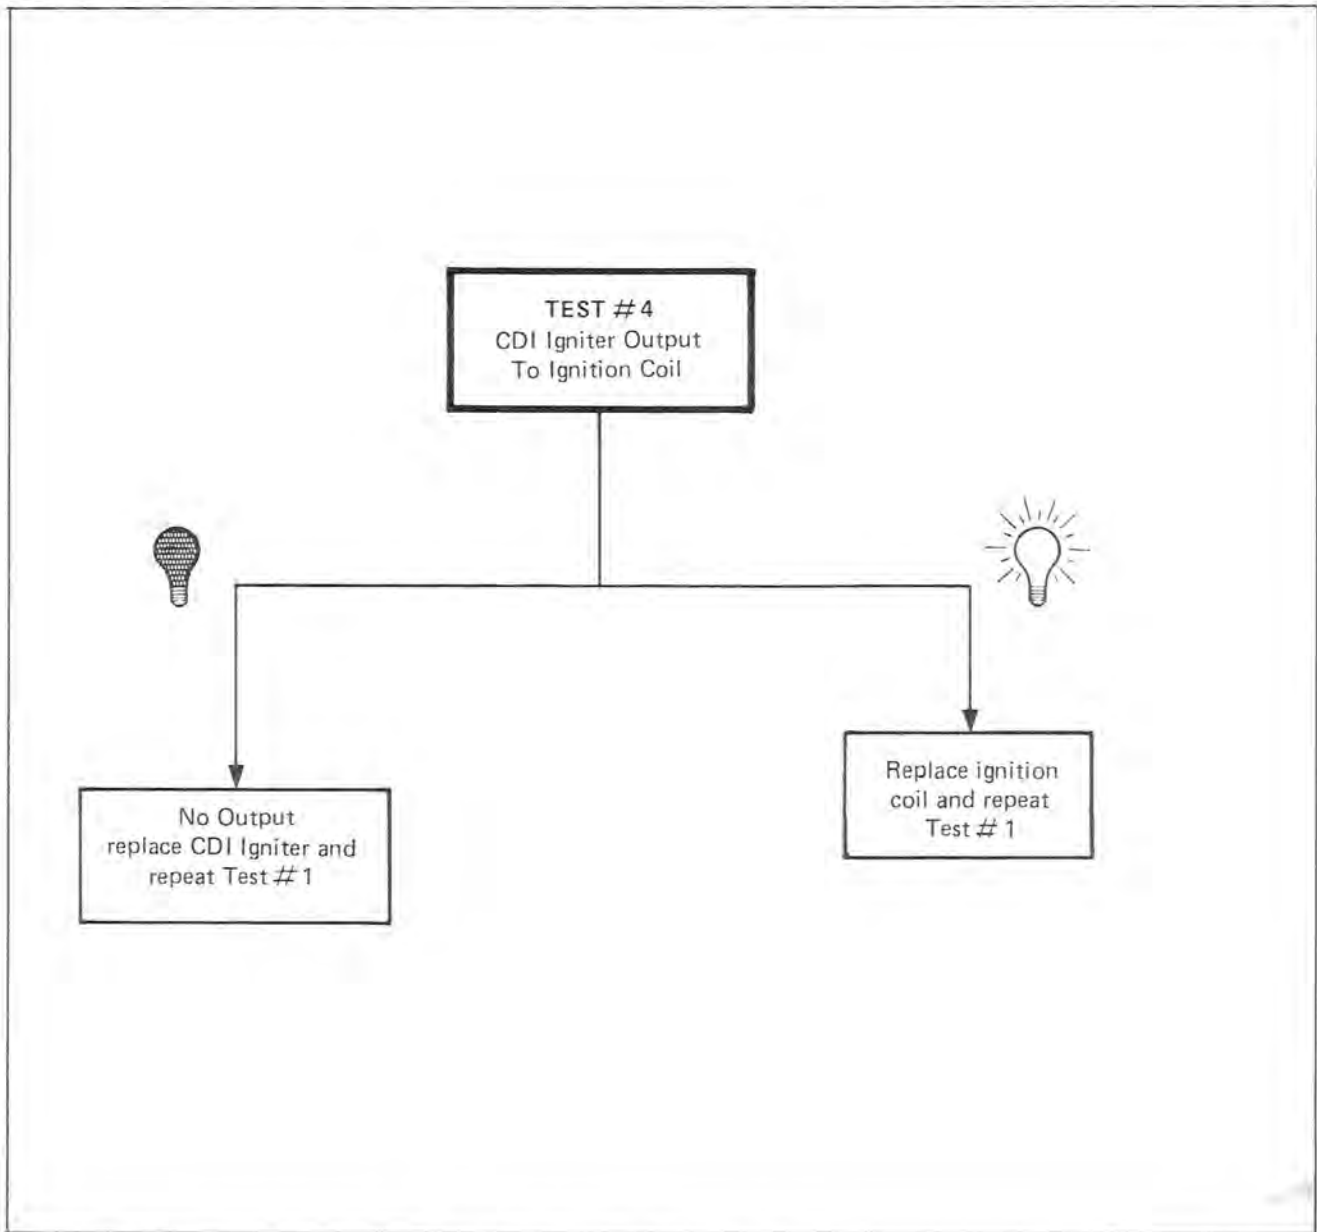 TEST #4
CDI Igniter Output
To Ignition Coil
No Output
replace CDI Igniter and
repeat Test #1
Replace ignition
coil and repeat
Test #1